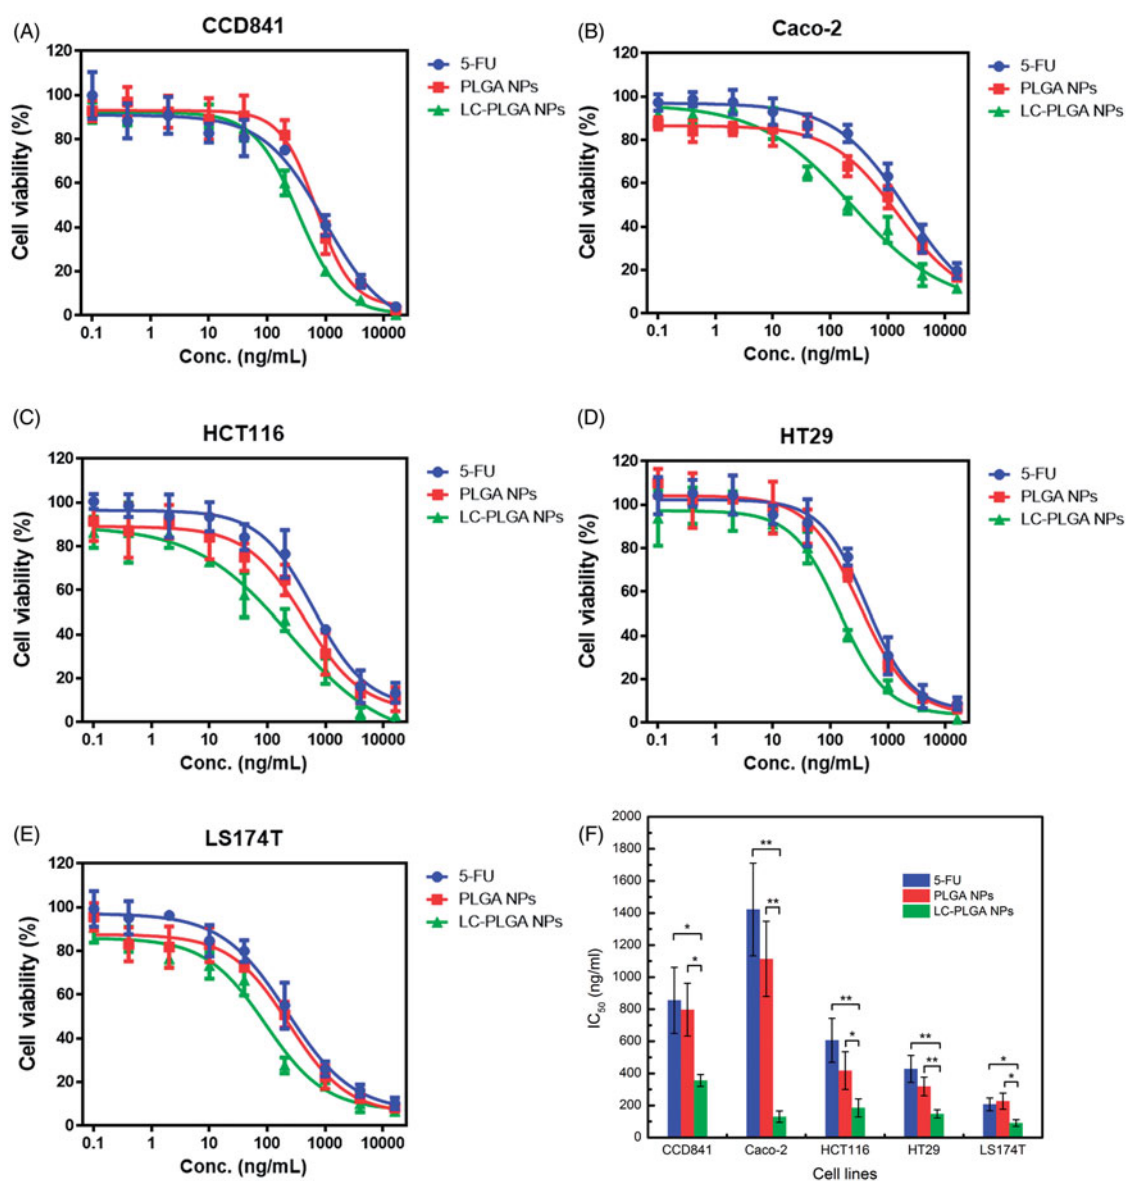 (A)
CCD841
Cell viability (%)
120
100
80
60
40
20
0
0.1 1 10 100 1000 10000
Conc. (ng/mL)
5-FU
PLGA NPs
LC-PLGA NPs
(B)
Caco-2
Cell viability (%)
120
100
80
60
40
20
0
0.1 1 10 100 1000 10000
Conc. (ng/mL)
5-FU
PLGA NPs
LC-PLGA NPs
(C)
HCT116
Cell viability (%)
120
100
80
60
40
20
0
0.1 1 10 100 1000 10000
Conc. (ng/mL)
5-FU
PLGA NPs
LC-PLGA NPs
(D)
HT29
Cell viability (%)
120
100
80
60
40
20
0
0.1 1 10 100 1000 10000
Conc. (ng/mL)
5-FU
PLGA NPs
LC-PLGA NPs
(E)
LS174T
Cell viability (%)
120
100
80
60
40
20
0
0.1 1 10 100 1000 10000
Conc. (ng/mL)
5-FU
PLGA NPs
LC-PLGA NPs
(F)
IC50 (ng/ml)
2000
1800
1600
1400
1200
1000
800
600
400
200
0
5-FU
PLGA NPs
LC-PLGA NPs
*
*
**
**
**
*
**
**
*
*
CCD841 Caco-2 HCT116 HT29 LS174T
Cell lines